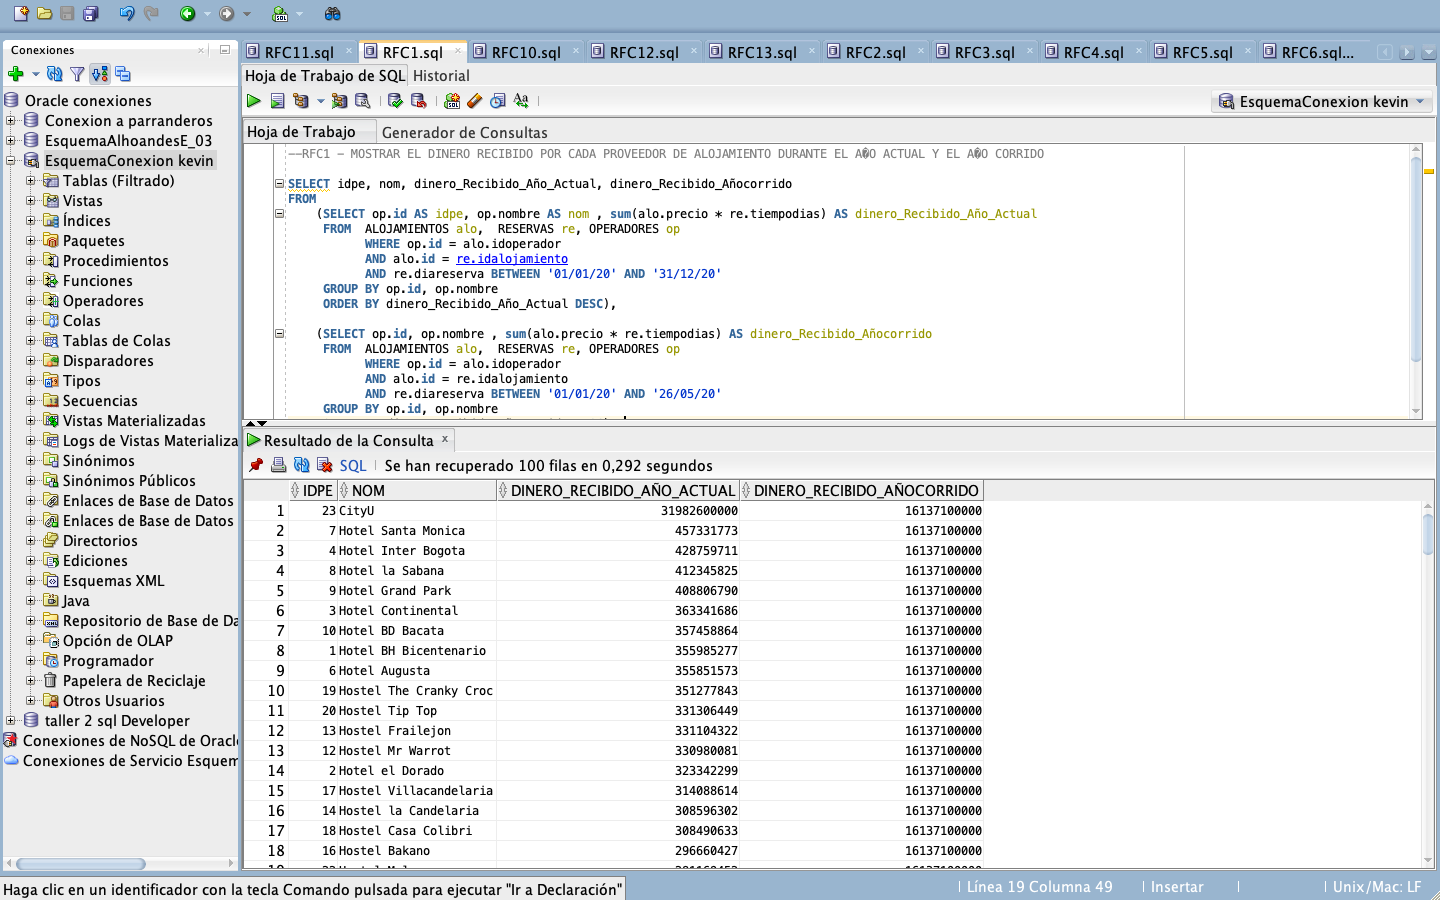 Conexiones
Oracle conexiones
Conexion a parranderos
EsquemaAlhoandesE_03
EsquemaConexion kevin
Tablas (Filtrado)
Vistas
Índices
Paquetes
Procedimientos
Funciones
Operadores
Colas
Tablas de Colas
Disparadores
Tipos
Secuencias
Vistas Materializadas
Logs de Vistas Materializa
Sinónimos
Sinónimos Públicos
Enlaces de Base de Datos
Enlaces de Base de Datos
Directorios
Ediciones
Esquemas XML
Java
Repositorio de Base de Da
Opción de OLAP
Programador
Papelera de Reciclaje
Otros Usuarios
taller 2 sql Developer
Conexiones de NoSQL de Oracle
Conexiones de Servicio Esquem
RFC11.sql RFC1.sql RFC10.sql RFC12.sql RFC13.sql RFC2.sql RFC3.sql RFC4.sql RFC5.sql RFC6.sql...
Hoja de Trabajo de SQL Historial
EsquemaConexion kevin
Hoja de Trabajo Generador de Consultas
--RFC1 - MOSTRAR EL DINERO RECIBIDO POR CADA PROVEEDOR DE ALOJAMIENTO DURANTE EL A�O ACTUAL Y EL A�O CORRIDO
SELECT idpe, nom, dinero_Recibido_Año_Actual, dinero_Recibido_Añocorrido
FROM
(SELECT op.id AS idpe, op.nombre AS nom , sum(alo.precio * re.tiempodias) AS dinero_Recibido_Año_Actual
FROM ALOJAMIENTOS alo, RESERVAS re, OPERADORES op
WHERE op.id = alo.idoperador
AND alo.id = re.idalojamiento
AND re.diareserva BETWEEN '01/01/20' AND '31/12/20'
GROUP BY op.id, op.nombre
ORDER BY dinero_Recibido_Año_Actual DESC),
(SELECT op.id, op.nombre , sum(alo.precio * re.tiempodias) AS dinero_Recibido_Añocorrido
FROM ALOJAMIENTOS alo, RESERVAS re, OPERADORES op
WHERE op.id = alo.idoperador
AND alo.id = re.idalojamiento
AND re.diareserva BETWEEN '01/01/20' AND '26/05/20'
GROUP BY op.id, op.nombre
Resultado de la Consulta
SQL Se han recuperado 100 filas en 0,292 segundos
IDPE NOM DINERO_RECIBIDO_AÑO_ACTUAL DINERO_RECIBIDO_AÑOCORRIDO
1 23 CityU 31982600000 16137100000
2 7 Hotel Santa Monica 457331773 16137100000
3 4 Hotel Inter Bogota 428759711 16137100000
4 8 Hotel la Sabana 412345825 16137100000
5 9 Hotel Grand Park 408806790 16137100000
6 3 Hotel Continental 363341686 16137100000
7 10 Hotel BD Bacata 357458864 16137100000
8 1 Hotel BH Bicentenario 355985277 16137100000
9 6 Hotel Augusta 355851573 16137100000
10 19 Hostel The Cranky Croc 351277843 16137100000
11 20 Hostel Tip Top 331306449 16137100000
12 13 Hostel Frailejon 331104322 16137100000
13 12 Hostel Mr Warrot 330980081 16137100000
14 2 Hotel el Dorado 323342299 16137100000
15 17 Hostel Villacandelaria 314088614 16137100000
16 14 Hostel la Candelaria 308596302 16137100000
17 18 Hostel Casa Colibri 308490633 16137100000
18 16 Hostel Bakano 296660427 16137100000
Haga clic en un identificador con la tecla Comando pulsada para ejecutar "Ir a Declaración"
Línea 19 Columna 49 Insertar Unix/Mac: LF